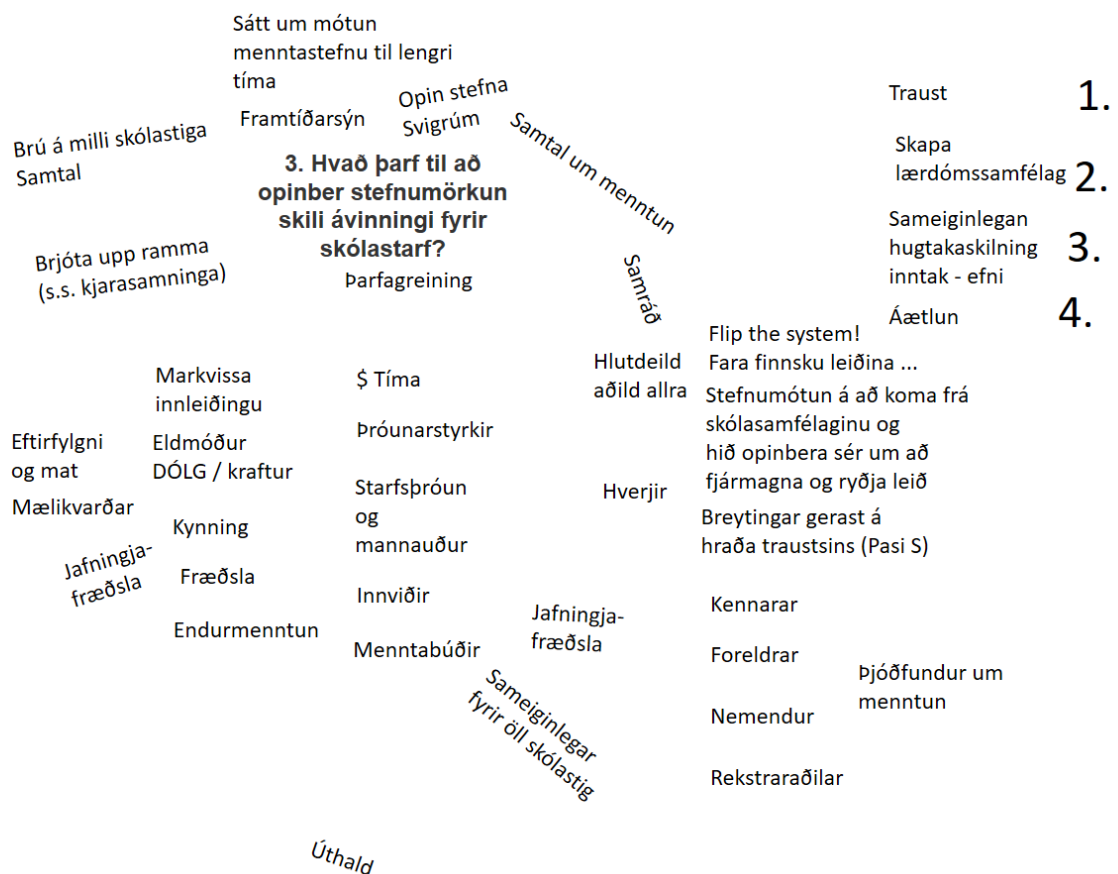 Sátt um mótun
menntastefnu til lengri
tíma
Framtíðarsýn
Opin stefna
Svigrúm
Samtal um menntun
Brú á milli skólastiga
Samtal
3. Hvað þarf til að
opinber stefnumörkun
skili ávinningi fyrir
skólastarf?
Þarfagreining
Brjóta upp ramma
(s.s. kjarasamninga)
Samráð
Traust 1.
Skapa
lærdómssamfélag 2.
Sameiginlegan
hugtakaskilning 3.
inntak - efni
Áætlun 4.
Flip the system!
Fara finnsku leiðina ...
Hlutdeild
aðild allra
Stefnumótun á að koma frá
skólasamfélaginu og
hið opinbera sér um að
fjármagna og ryðja leið
Hverjir
Breytingar gerast á
hraða traustsins (Pasi S)
Markvissa
innleiðingu
$ Tíma
Eftirfylgni
og mat
Eldmóður
DÓLG / kraftur
Þróunarstyrkir
Mælikvarðar
Kynning
Starfsþróun
og
mannauður
Jafningja-
fræðsla
Fræðsla
Innviðir
Endurmenntun
Menntabúðir
Jafningja-
fræðsla
Sameiginlegar
fyrir öll skólastig
Kennarar
Foreldrar
Þjóðfundur um
menntun
Nemendur
Rekstraraðilar
Úthald